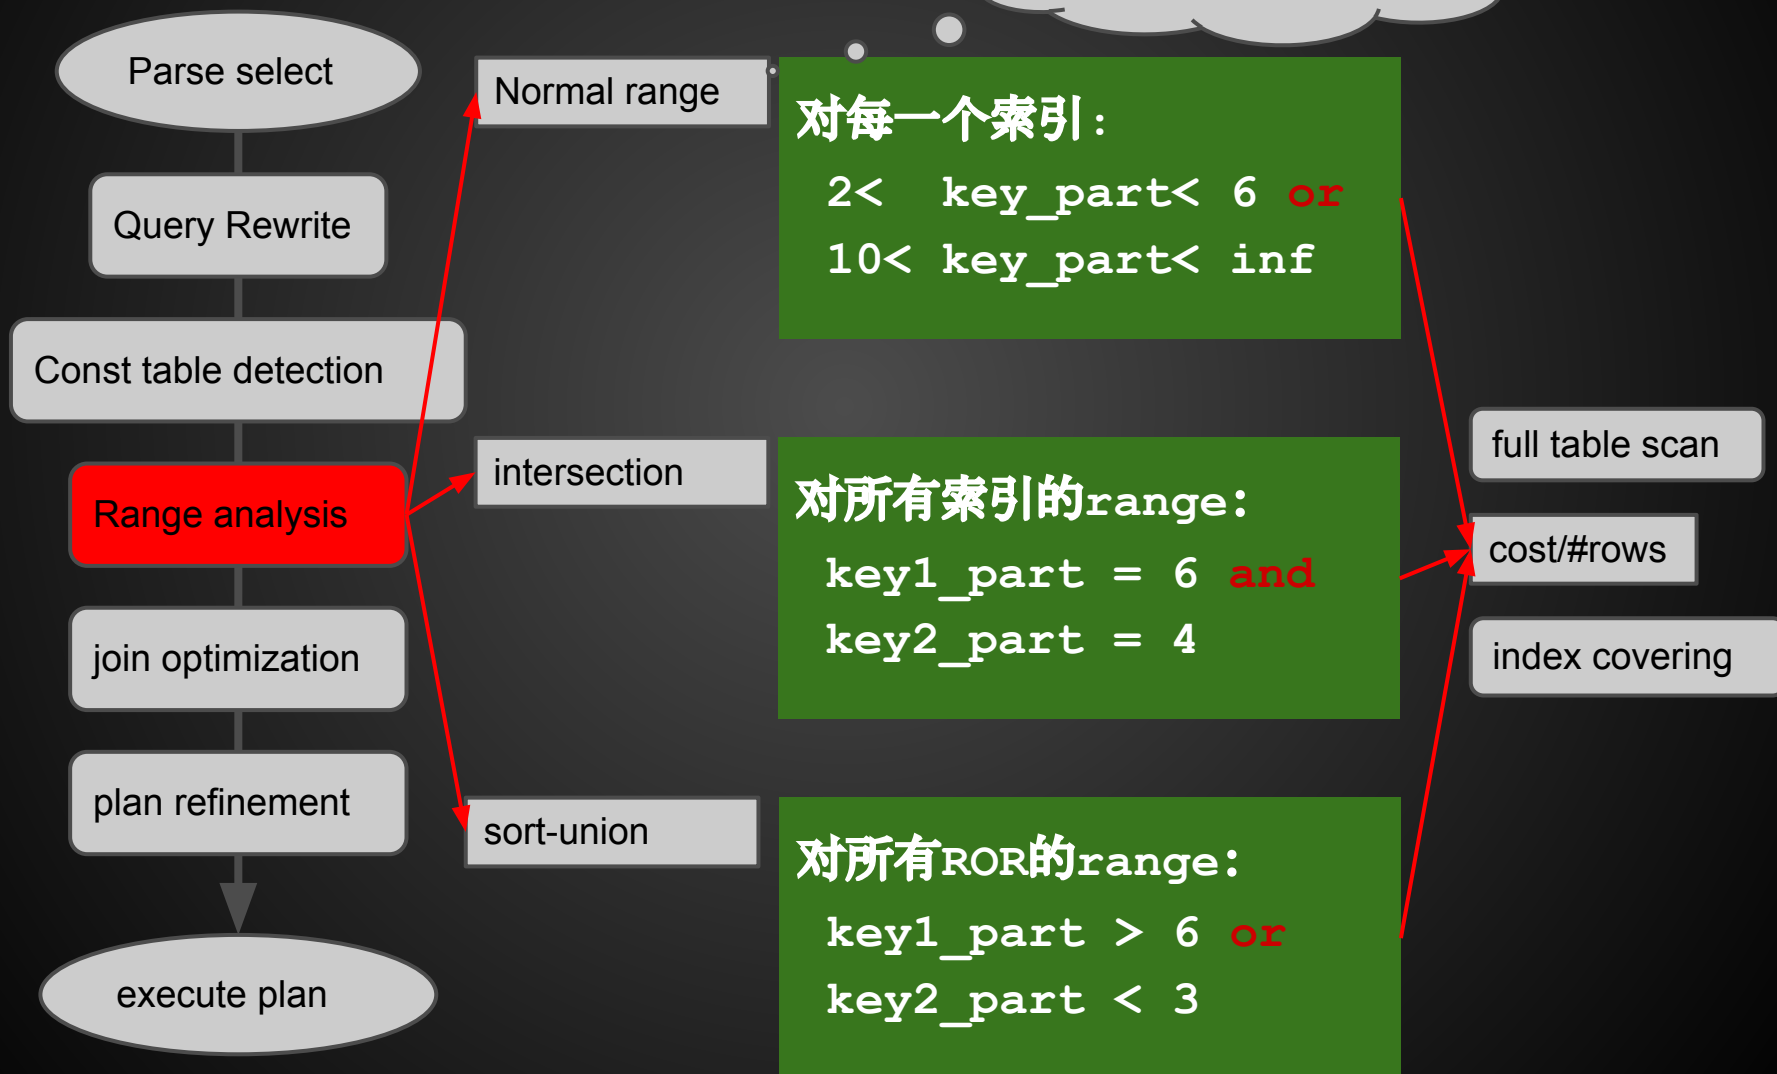 Parse select
Query Rewrite
Const table detection
Range analysis
join optimization
plan refinement
execute plan
Normal range
对每一个索引:
2< key_part< 6 or
10< key_part< inf
intersection
对所有索引的range:
key1_part = 6 and
key2_part = 4
sort-union
对所有ROR的range:
key1_part > 6 or
key2_part < 3
full table scan
cost/#rows
index covering